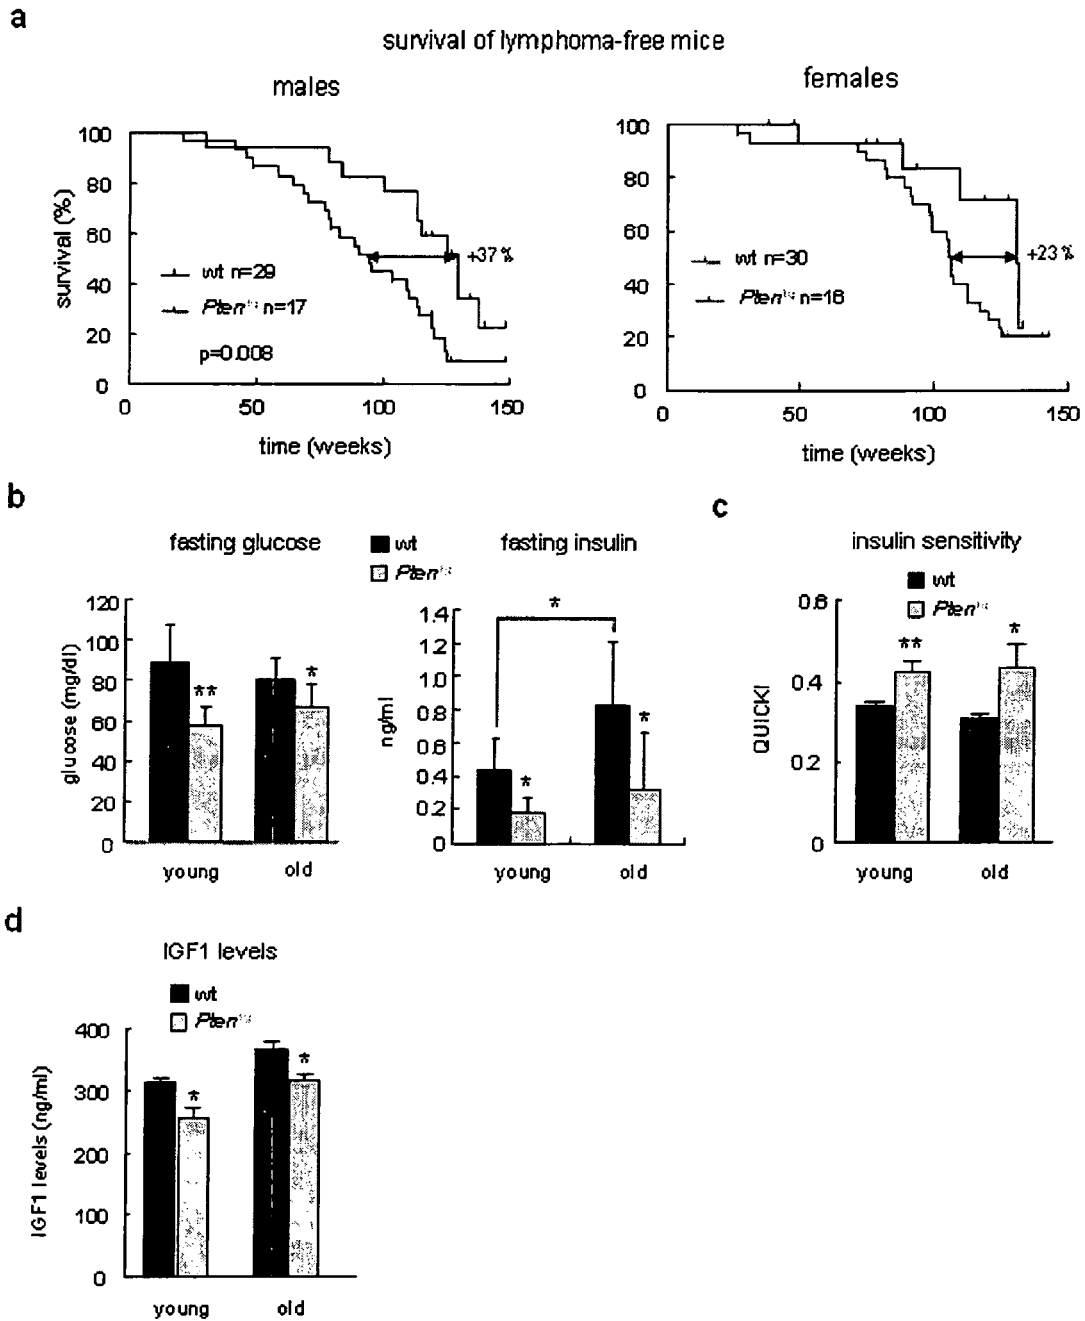 a
survival of lymphoma-free mice
males
females
100
80
60
40
20
0
survival (%)
wt n=29
Pten^tg n=17
p=0.008
+37%
0 50 100 150
time (weeks)
100
80
60
40
20
0
wt n=30
Pten^tg n=16
+23%
0 50 100 150
time (weeks)
b
fasting glucose
wt
Pten^tg
fasting insulin
120
100
80
60
40
20
0
glucose (mg/dl)
** *
young old
1.4
1.2
1.0
0.8
0.6
0.4
0.2
0
ng/ml
*
* *
young old
c
insulin sensitivity
wt
Pten^tg
0.6
0.4
0.2
0
QUICKI
** *
young old
d
IGF1 levels
wt
Pten^tg
400
300
200
100
0
IGF1 levels (ng/ml)
* *
young old